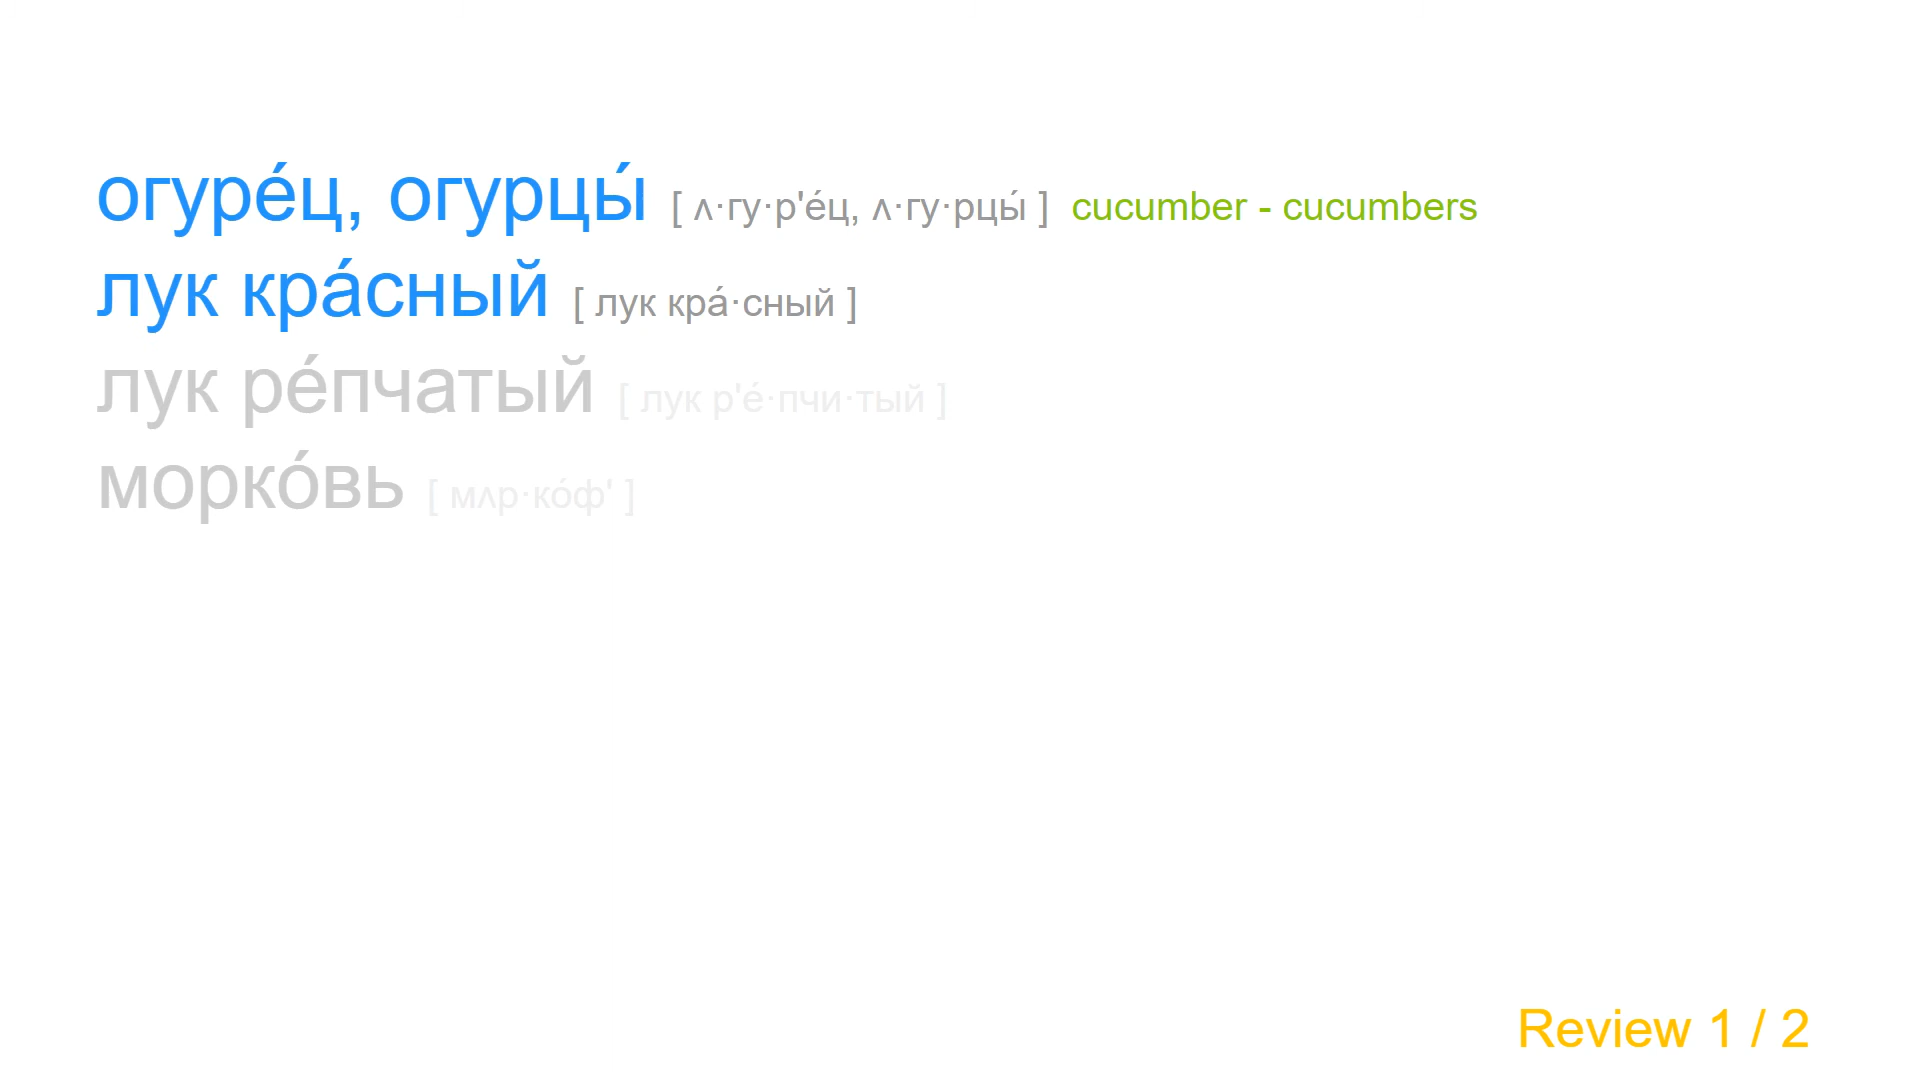 огуре́ц, огурцы́ [ ʌ·гу·р'е́ц, ʌ·гу·рцы́ ] cucumber - cucumbers
лук кра́сный [ лук кра́·сный ]
лук ре́пчатый [ лук р'е́·пчи·тый ]
морко́вь [ мʌр·ко́ф' ]
Review 1 / 2